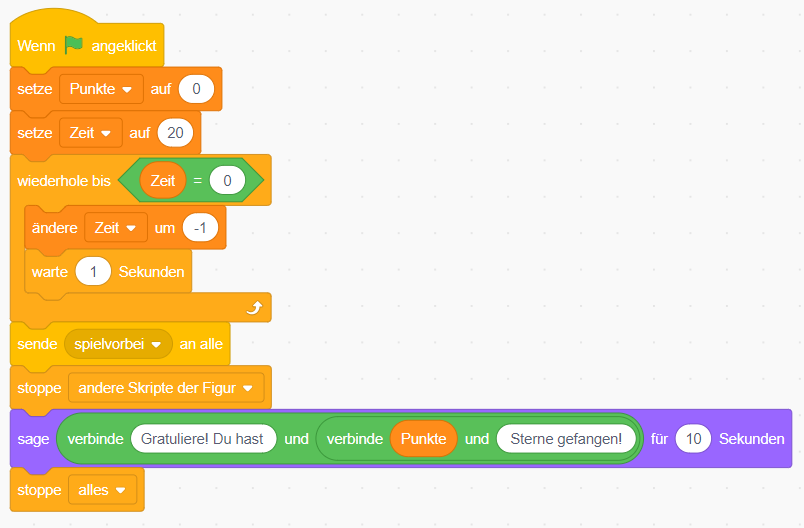 Wenn angeklickt
setze Punkte auf 0
setze Zeit auf 20
wiederhole bis Zeit = 0
ändere Zeit um -1
warte 1 Sekunden
sende spielvorbei an alle
stoppe andere Skripte der Figur
sage verbinde Gratuliere! Du hast und verbinde Punkte und Sterne gefangen! für 10 Sekunden
stoppe alles